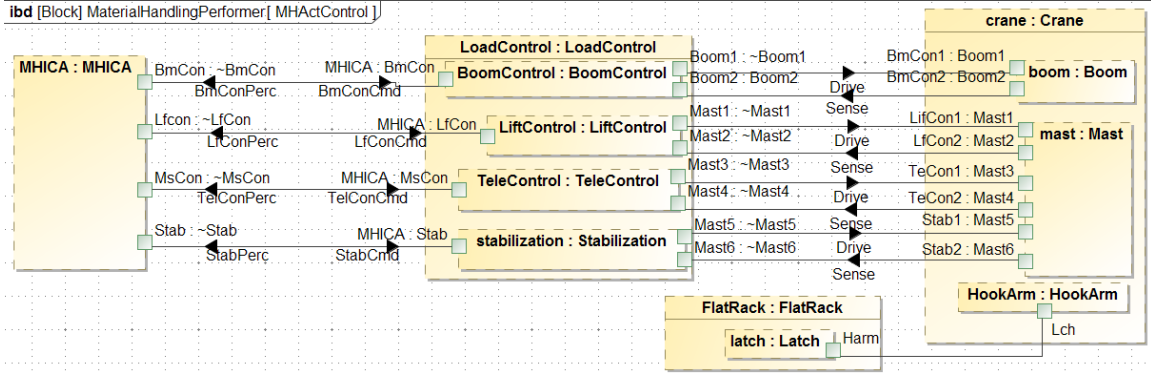 ibd [Block] MaterialHandlingPerformer[ MHActControl ]
crane : Crane
LoadControl : LoadControl
MHICA : MHICA
BmCon : ~BmCon
MHICA : BmCon
BmConPerc
BmConCmd
BoomControl : BoomControl
Boom1 : ~Boom1
Boom2 : Boom2
BmCon1 : Boom1
BmCon2 : Boom2
boom : Boom
Drive
Sense
Lfcon : ~LfCon
MHICA : LfCon
LfConPerc
LfConCmd
LiftControl : LiftControl
Mast1 : ~Mast1
Mast2 : ~Mast2
LifCon1 : Mast1
LfCon2 : Mast2
mast : Mast
Drive
Sense
MsCon : ~MsCon
MHICA : MsCon
TelConPerc
TelConCmd
TeleControl : TeleControl
Mast3 : ~Mast3
Mast4 : ~Mast4
TeCon1 : Mast3
TeCon2 : Mast4
Drive
Sense
Stab : ~Stab
MHICA : Stab
StabPerc
StabCmd
stabilization : Stabilization
Mast5 : ~Mast5
Mast6 : ~Mast6
Stab1 : Mast5
Stab2 : Mast6
Drive
Sense
HookArm : HookArm
FlatRack : FlatRack
latch : Latch
Harm
Lch